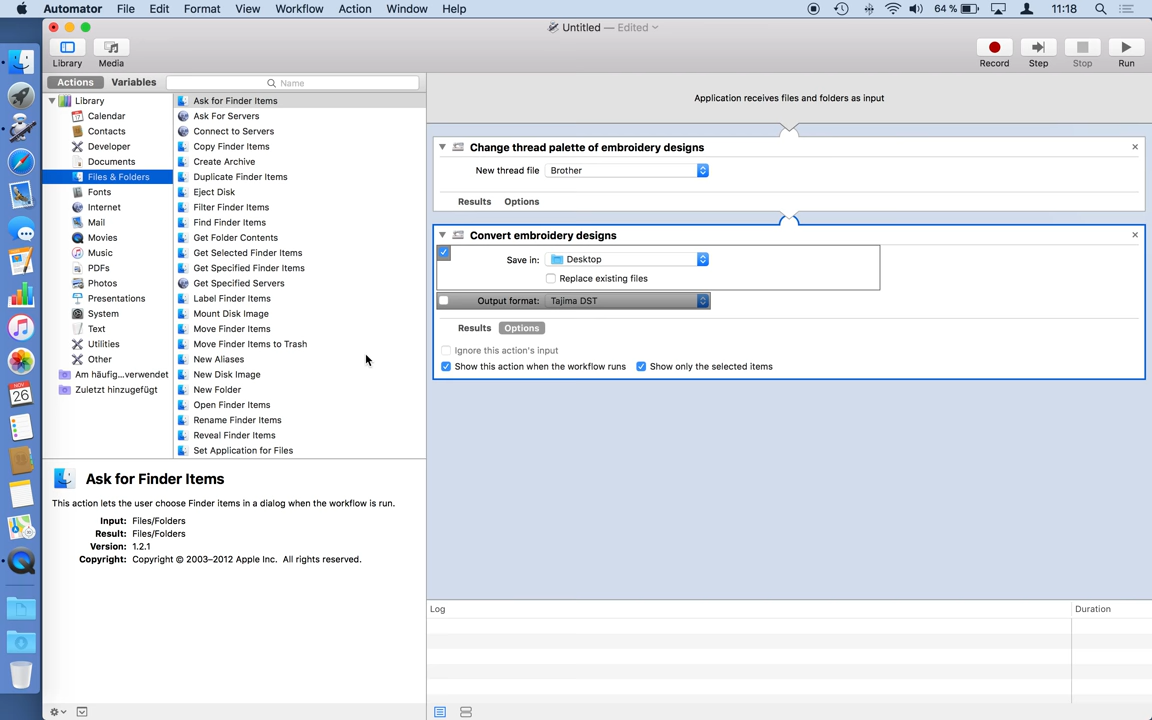 Automator File Edit Format View Workflow Action Window Help 64 % 11:18
Untitled — Edited
Library Media Record Step Stop Run
Actions Variables Name
Application receives files and folders as input
Library
Calendar
Contacts
Developer
Documents
Files & Folders
Fonts
Internet
Mail
Movies
Music
PDFs
Photos
Presentations
System
Text
Utilities
Other
Am häufig...verwendet
Zuletzt hinzugefügt
Ask for Finder Items
Ask For Servers
Connect to Servers
Copy Finder Items
Create Archive
Duplicate Finder Items
Eject Disk
Filter Finder Items
Find Finder Items
Get Folder Contents
Get Selected Finder Items
Get Specified Finder Items
Get Specified Servers
Label Finder Items
Mount Disk Image
Move Finder Items
Move Finder Items to Trash
New Aliases
New Disk Image
New Folder
Open Finder Items
Rename Finder Items
Reveal Finder Items
Set Application for Files
Change thread palette of embroidery designs
New thread file Brother
Results Options
Convert embroidery designs
Save in: Desktop
Replace existing files
Output format: Tajima DST
Results Options
Ignore this action's input
Show this action when the workflow runs Show only the selected items
Ask for Finder Items
This action lets the user choose Finder items in a dialog when the workflow is run.
Input: Files/Folders
Result: Files/Folders
Version: 1.2.1
Copyright: Copyright © 2003–2012 Apple Inc. All rights reserved.
Log Duration
NOV
26